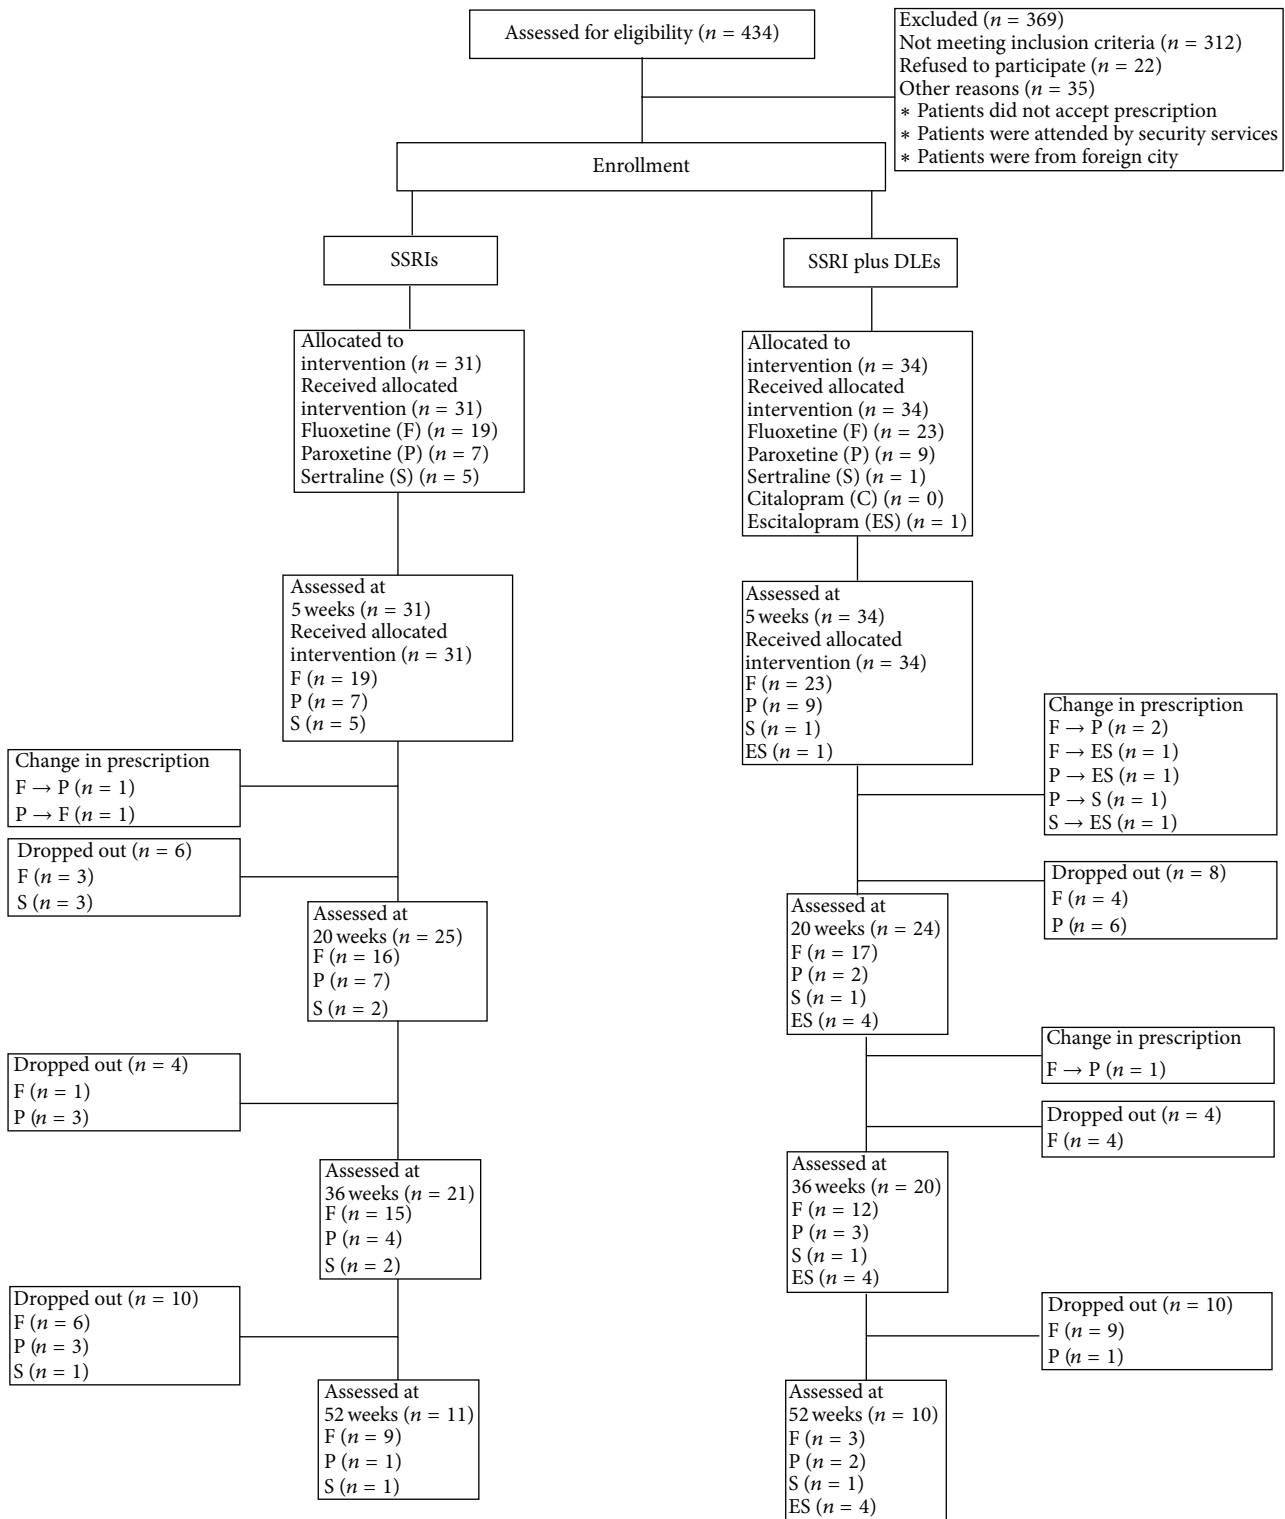 Assessed for eligibility (n = 434)
Excluded (n = 369)
Not meeting inclusion criteria (n = 312)
Refused to participate (n = 22)
Other reasons (n = 35)
∗ Patients did not accept prescription
∗ Patients were attended by security services
∗ Patients were from foreign city
Enrollment
SSRIs
Allocated to
intervention (n = 31)
Received allocated
intervention (n = 31)
Fluoxetine (F) (n = 19)
Paroxetine (P) (n = 7)
Sertraline (S) (n = 5)
Assessed at
5 weeks (n = 31)
Received allocated
intervention (n = 31)
F (n = 19)
P (n = 7)
S (n = 5)
Change in prescription
F → P (n = 1)
P → F (n = 1)
Dropped out (n = 6)
F (n = 3)
S (n = 3)
Assessed at
20 weeks (n = 25)
F (n = 16)
P (n = 7)
S (n = 2)
Dropped out (n = 4)
F (n = 1)
P (n = 3)
Assessed at
36 weeks (n = 21)
F (n = 15)
P (n = 4)
S (n = 2)
Dropped out (n = 10)
F (n = 6)
P (n = 3)
S (n = 1)
Assessed at
52 weeks (n = 11)
F (n = 9)
P (n = 1)
S (n = 1)
SSRI plus DLEs
Allocated to
intervention (n = 34)
Received allocated
intervention (n = 34)
Fluoxetine (F) (n = 23)
Paroxetine (P) (n = 9)
Sertraline (S) (n = 1)
Citalopram (C) (n = 0)
Escitalopram (ES) (n = 1)
Assessed at
5 weeks (n = 34)
Received allocated
intervention (n = 34)
F (n = 23)
P (n = 9)
S (n = 1)
ES (n = 1)
Change in prescription
F → P (n = 2)
F → ES (n = 1)
P → ES (n = 1)
P → S (n = 1)
S → ES (n = 1)
Dropped out (n = 8)
F (n = 4)
P (n = 6)
Assessed at
20 weeks (n = 24)
F (n = 17)
P (n = 2)
S (n = 1)
ES (n = 4)
Change in prescription
F → P (n = 1)
Dropped out (n = 4)
F (n = 4)
Assessed at
36 weeks (n = 20)
F (n = 12)
P (n = 3)
S (n = 1)
ES (n = 4)
Dropped out (n = 10)
F (n = 9)
P (n = 1)
Assessed at
52 weeks (n = 10)
F (n = 3)
P (n = 2)
S (n = 1)
ES (n = 4)